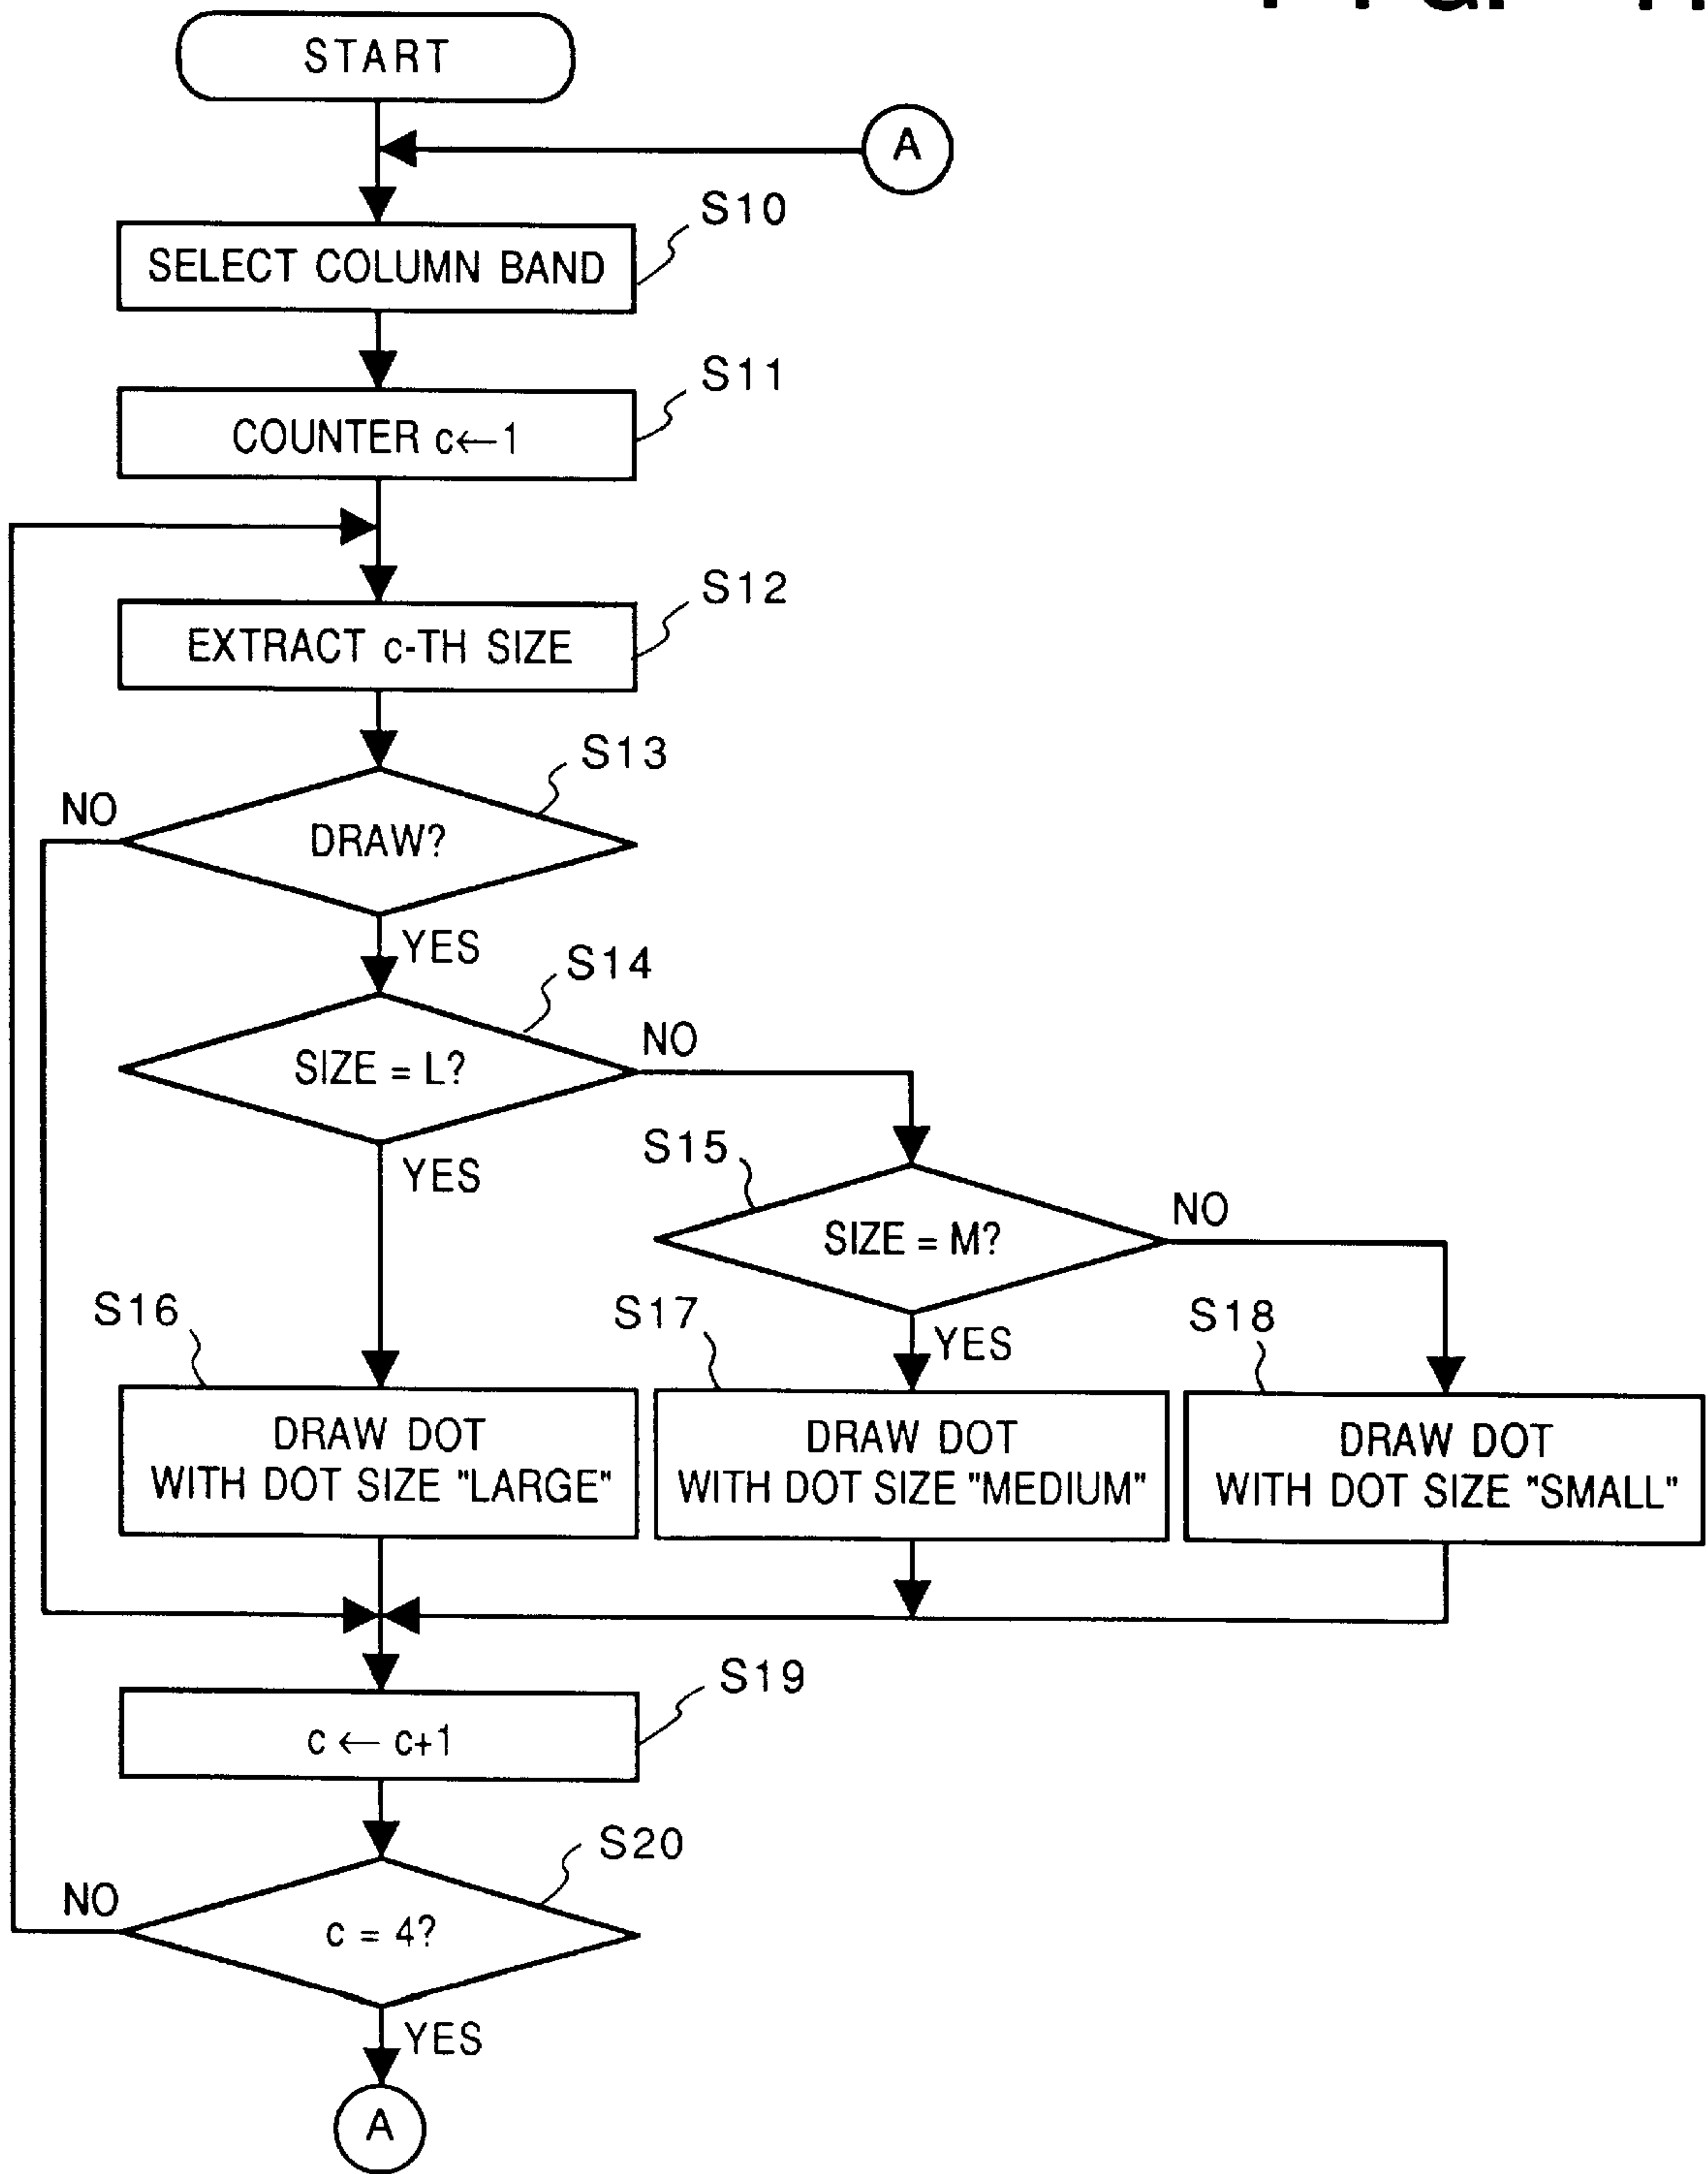 START
A
S10
SELECT COLUMN BAND
S11
COUNTER c←1
S12
EXTRACT c-TH SIZE
S13
NO
DRAW?
YES
S14
NO
SIZE = L?
YES
S15
NO
SIZE = M?
YES
S16
S17
S18
DRAW DOT
WITH DOT SIZE "LARGE"
DRAW DOT
WITH DOT SIZE "MEDIUM"
DRAW DOT
WITH DOT SIZE "SMALL"
S19
c ← c+1
S20
NO
c = 4?
YES
A